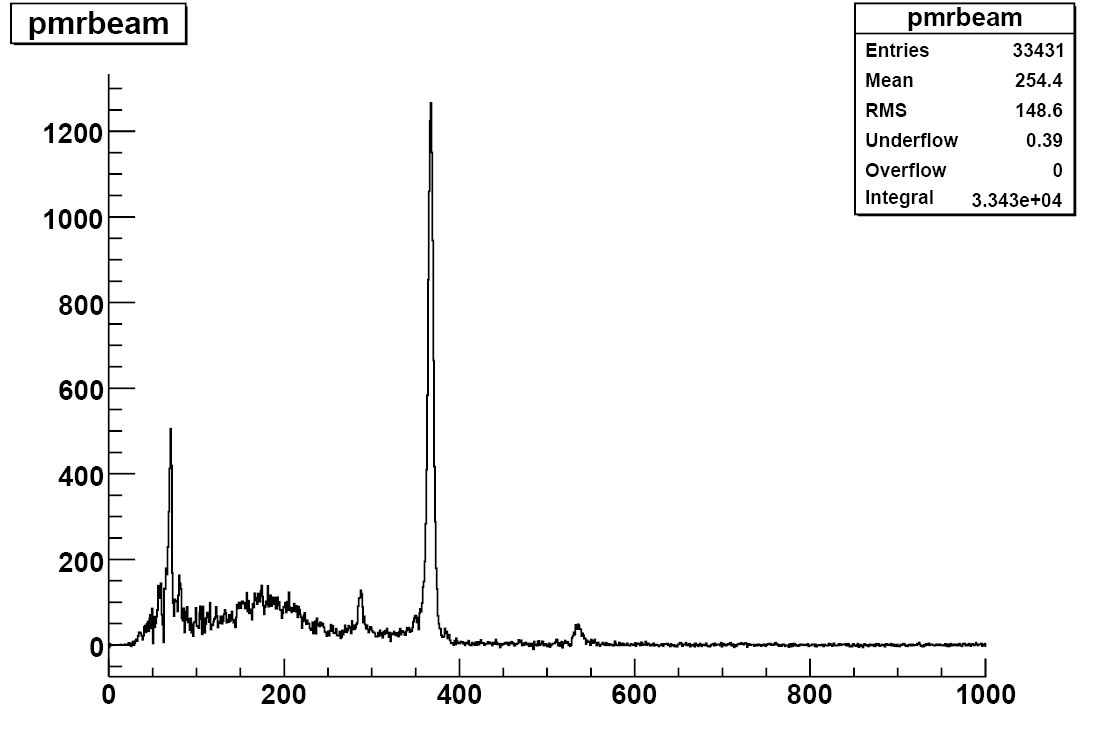 pmrbeam
pmrbeam
Entries 33431
Mean 254.4
RMS 148.6
Underflow 0.39
Overflow 0
Integral 3.343e+04
1200
1000
800
600
400
200
0
0 200 400 600 800 1000